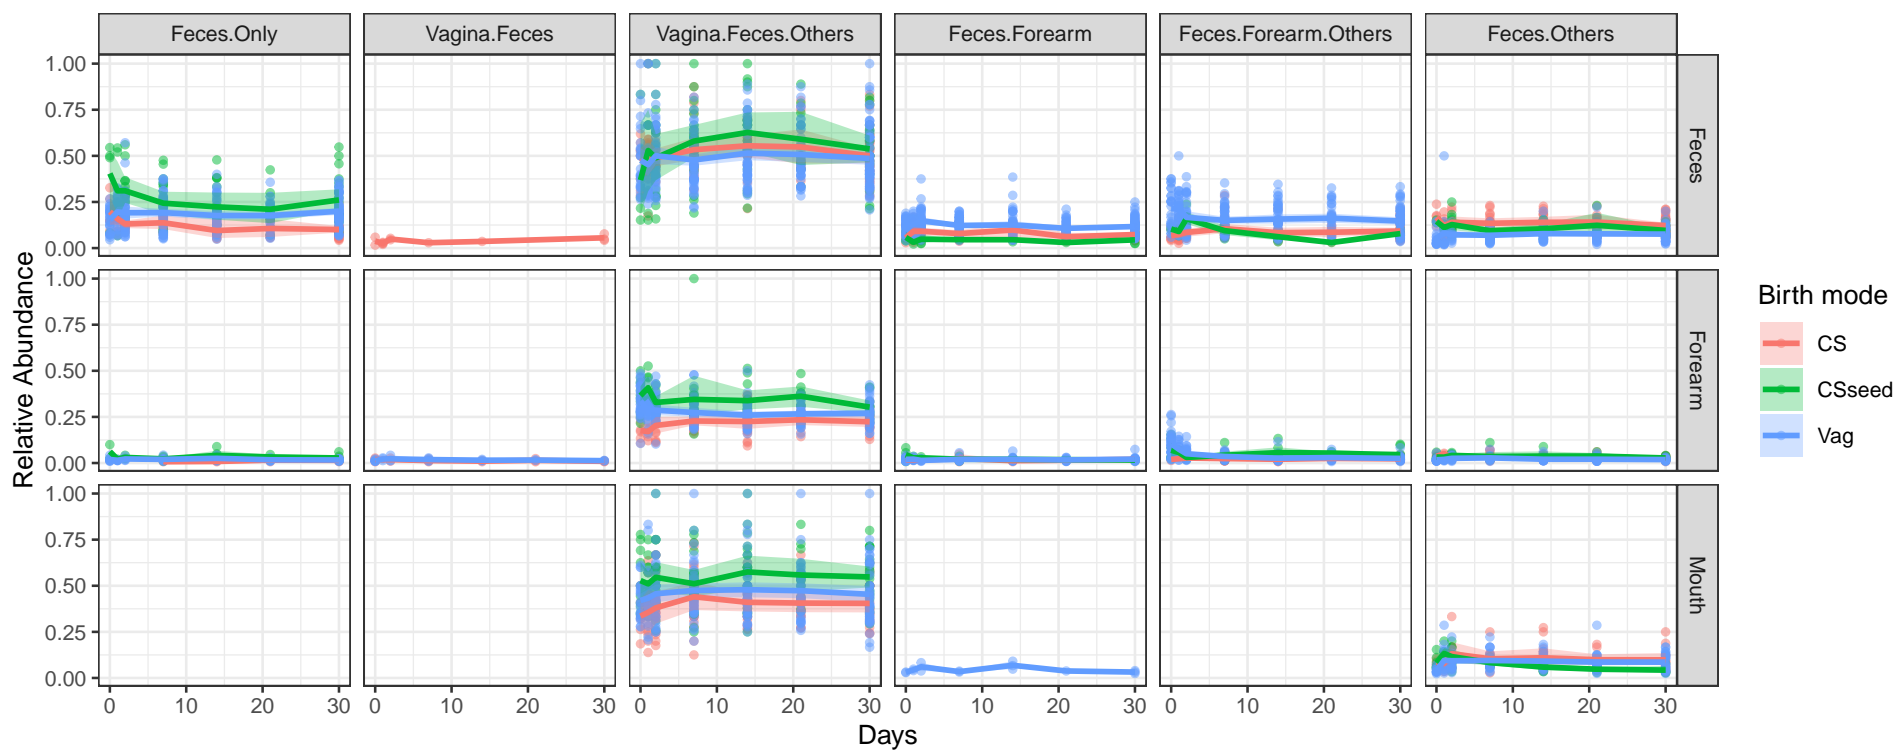 Feces.Only Vagina.Feces Vagina.Feces.Others Feces.Forearm Feces.Forearm.Others Feces.Others
1.00
0.75
0.50
0.25
0.00
Feces
1.00
0.75
0.50
0.25
0.00
Forearm
1.00
0.75
0.50
0.25
0.00
Mouth
Relative Abundance
0 10 20 30 0 10 20 30 0 10 20 30 0 10 20 30 0 10 20 30 0 10 20 30
Days
Birth mode
CS
CSseed
Vag